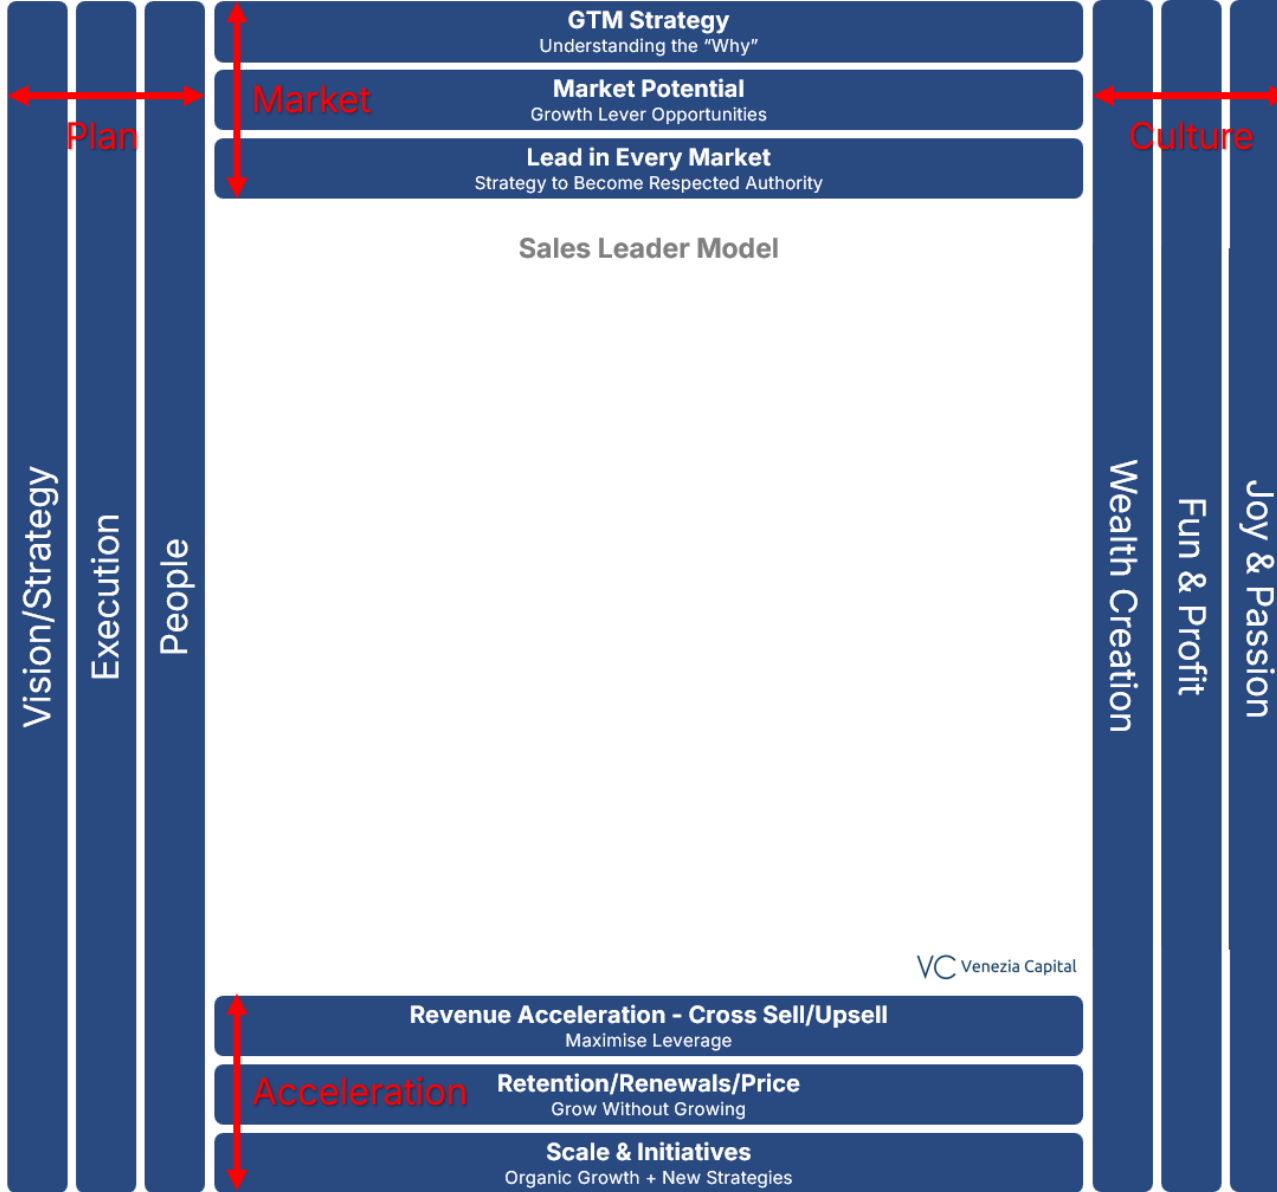 GTM Strategy
Understanding the “Why”
Market Potential
Growth Lever Opportunities
Lead in Every Market
Strategy to Become Respected Authority
Market
Plan
Culture
Sales Leader Model
Vision/Strategy
Execution
People
Wealth Creation
Fun & Profit
Joy & Passion
VC Venezia Capital
Revenue Acceleration - Cross Sell/Upsell
Maximise Leverage
Acceleration
Retention/Renewals/Price
Grow Without Growing
Scale & Initiatives
Organic Growth + New Strategies